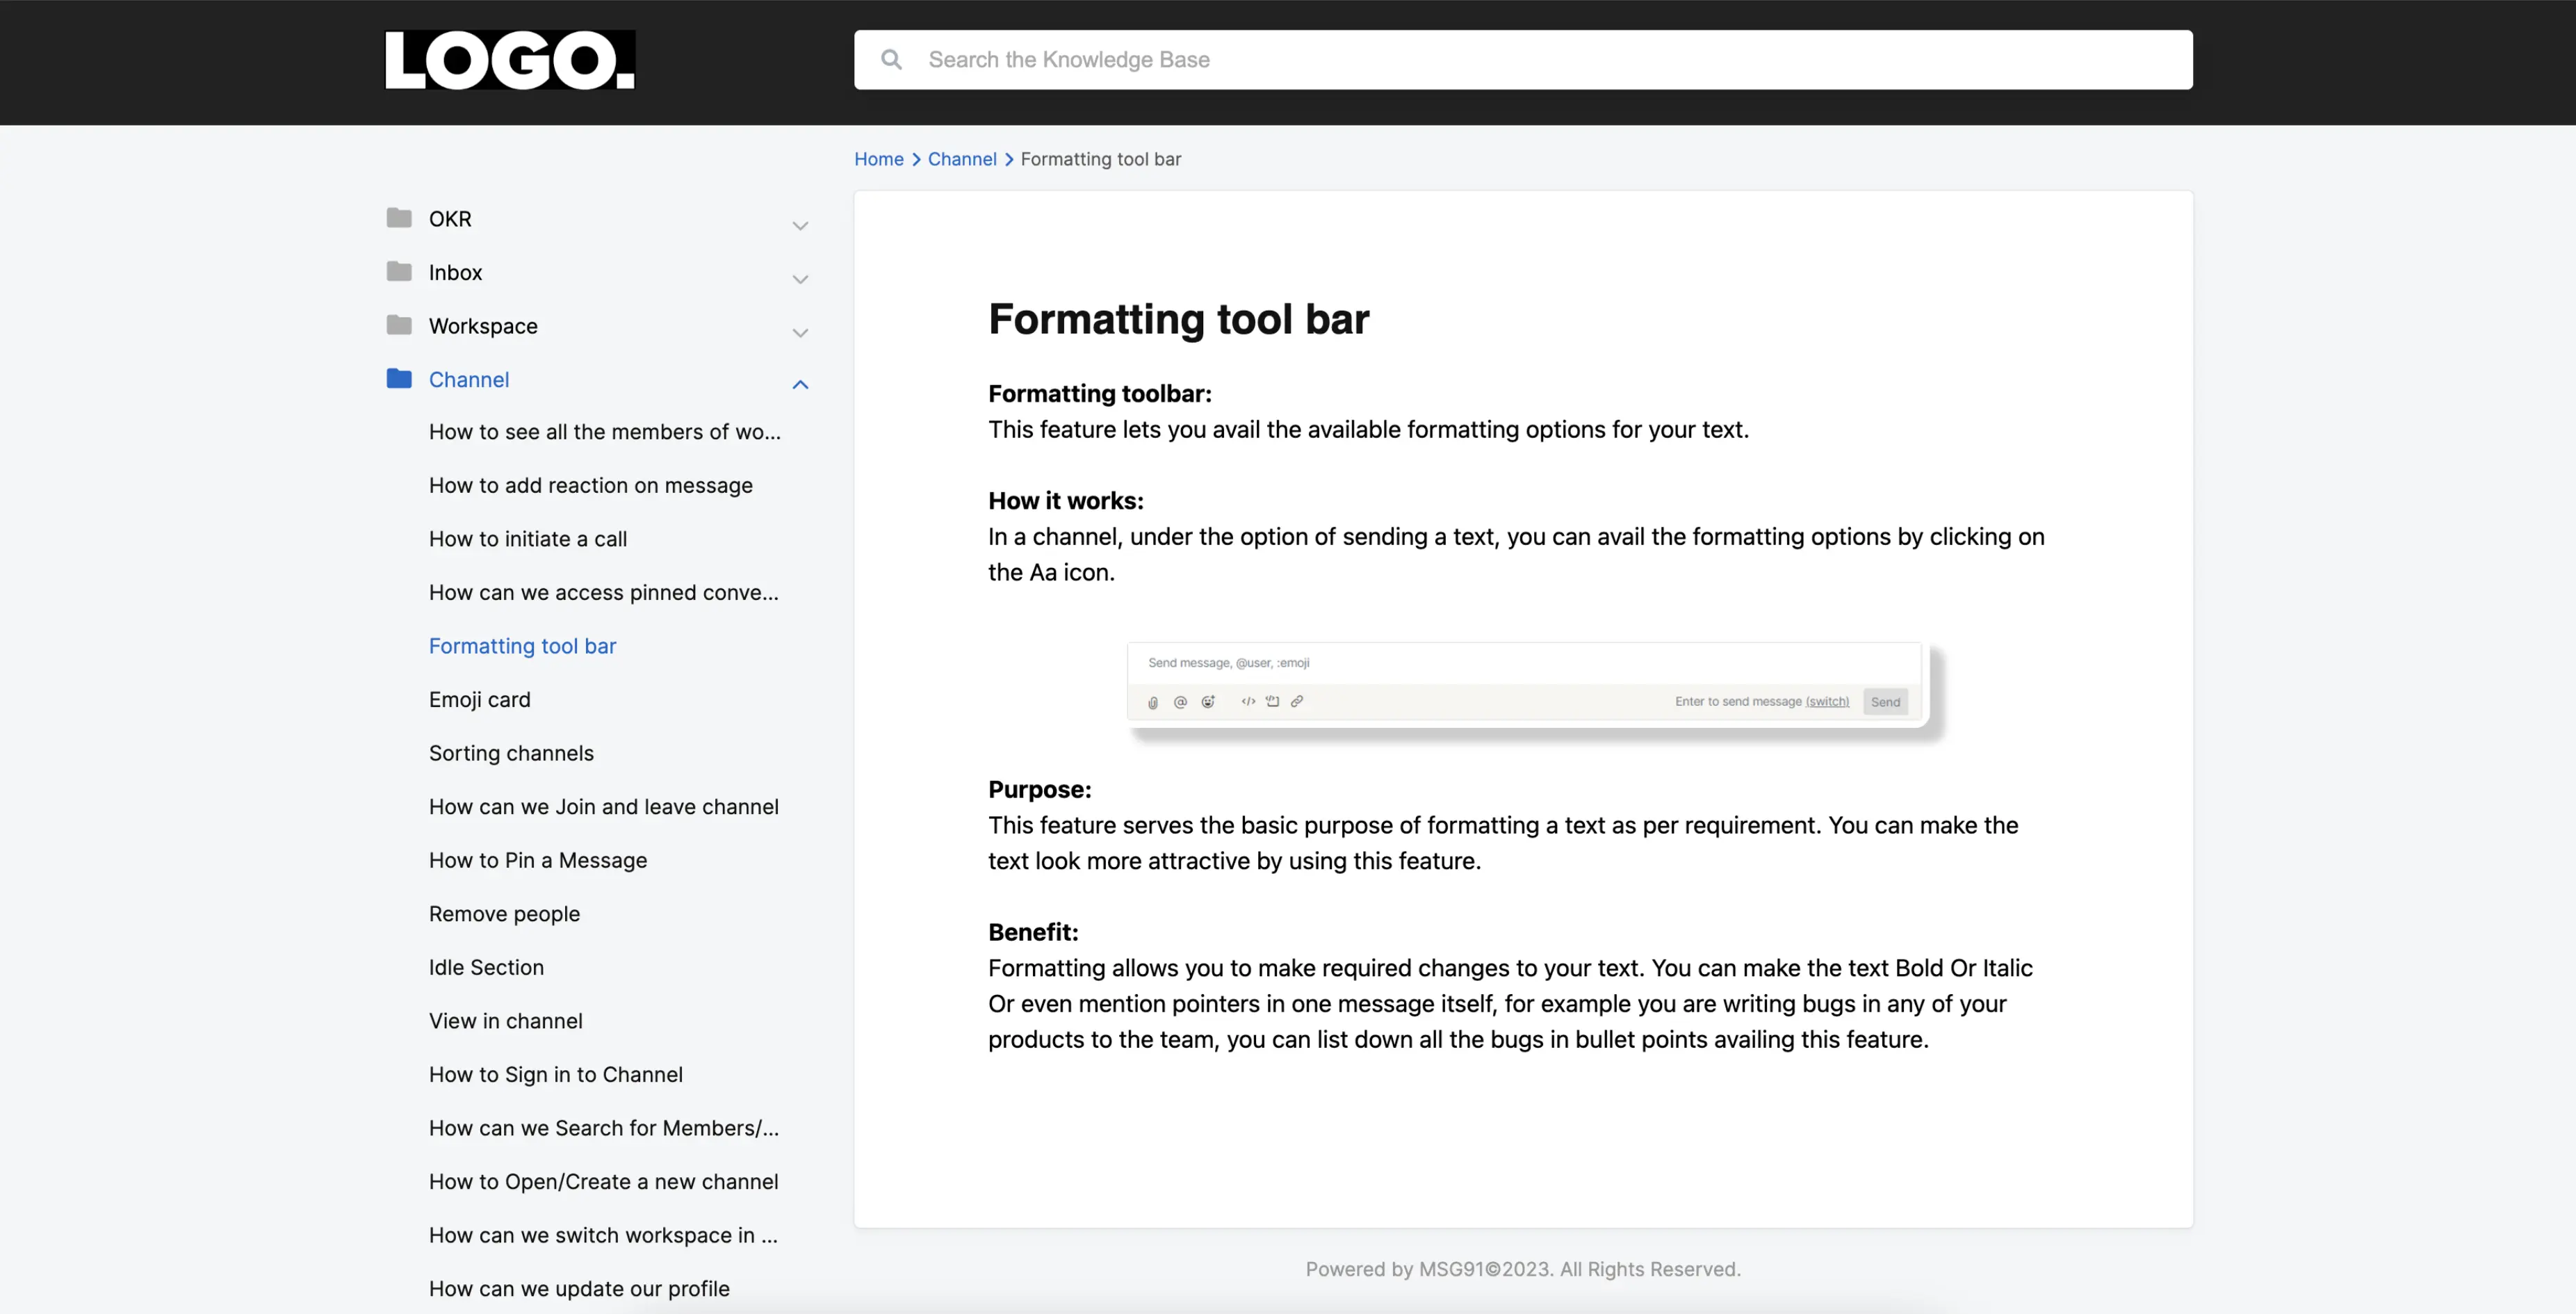 LOGO.
Search the Knowledge Base
Home > Channel > Formatting tool bar
OKR
Inbox
Workspace
Channel
How to see all the members of wo...
How to add reaction on message
How to initiate a call
How can we access pinned conve...
Formatting tool bar
Emoji card
Sorting channels
How can we Join and leave channel
How to Pin a Message
Remove people
Idle Section
View in channel
How to Sign in to Channel
How can we Search for Members/...
How to Open/Create a new channel
How can we switch workspace in ...
How can we update our profile
Formatting tool bar
Formatting toolbar:
This feature lets you avail the available formatting options for your text.
How it works:
In a channel, under the option of sending a text, you can avail the formatting options by clicking on
the Aa icon.
Send message, @user, :emoji
Enter to send message (switch) Send
Purpose:
This feature serves the basic purpose of formatting a text as per requirement. You can make the
text look more attractive by using this feature.
Benefit:
Formatting allows you to make required changes to your text. You can make the text Bold Or Italic
Or even mention pointers in one message itself, for example you are writing bugs in any of your
products to the team, you can list down all the bugs in bullet points availing this feature.
Powered by MSG91©2023. All Rights Reserved.